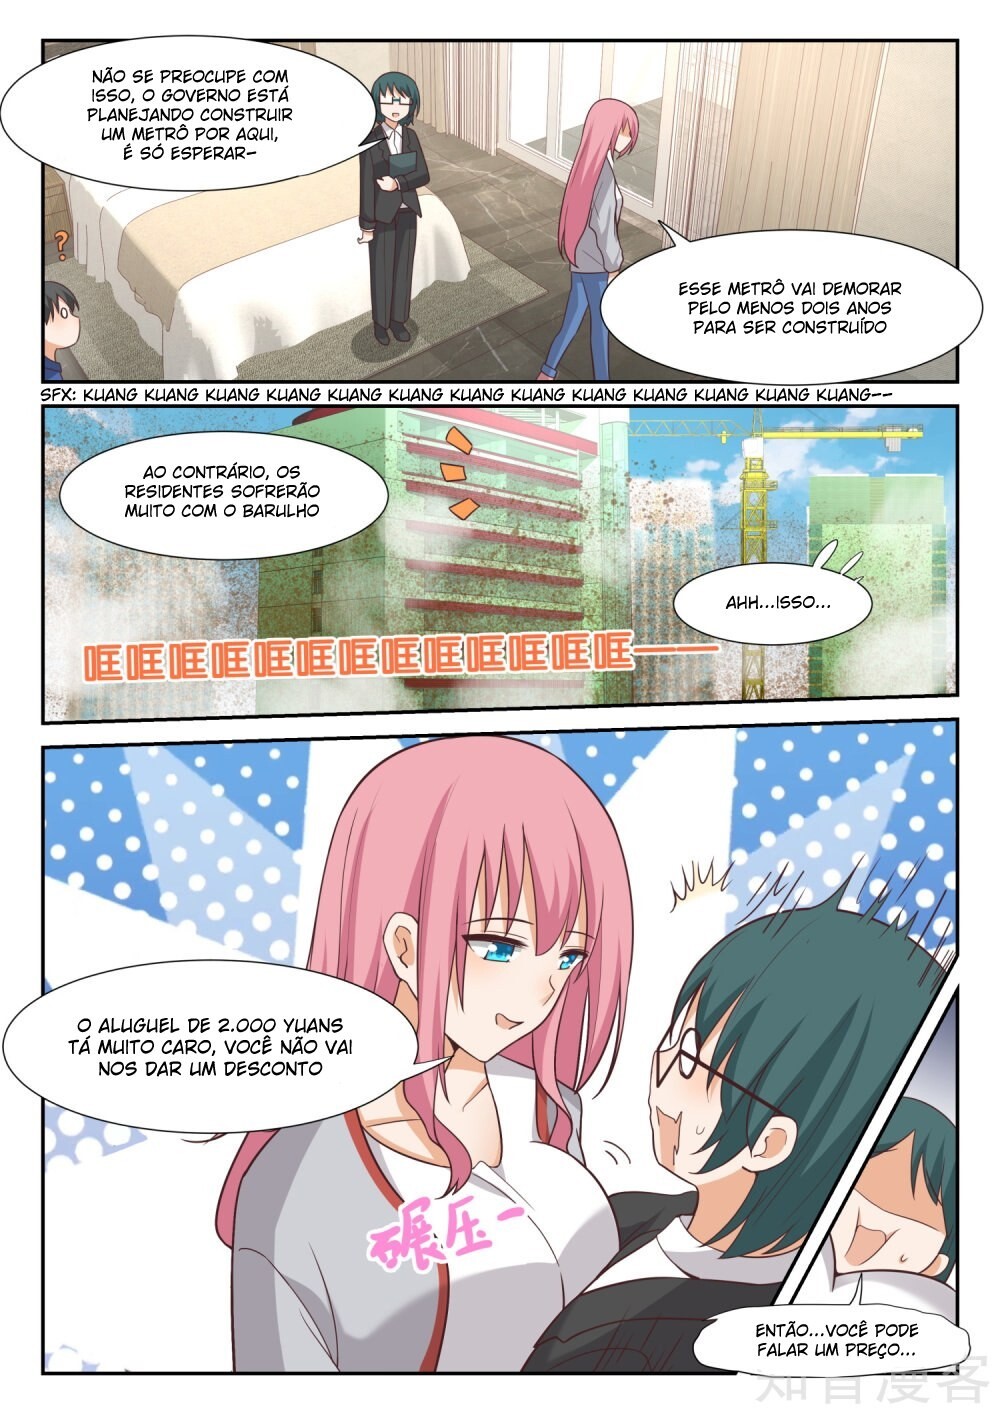 NÃO SE PREOCUPE COM
ISSO, O GOVERNO ESTÁ
PLANEJANDO CONSTRUIR
UM METRÔ POR AQUI,
É SÓ ESPERAR-
?
ESSE METRÔ VAI DEMORAR
PELO MENOS DOIS ANOS
PARA SER CONSTRUÍDO
SFX: KUANG KUANG KUANG KUANG KUANG KUANG KUANG KUANG KUANG KUANG KUANG KUANG KUANG--
AO CONTRÁRIO, OS
RESIDENTES SOFRERÃO
MUITO COM O BARULHO
AHH...ISSO...
哐哐哐哐哐哐哐哐哐哐哐哐哐——
O ALUGUEL DE 2.000 YUANS
TÁ MUITO CARO, VOCÊ NÃO VAI
NOS DAR UM DESCONTO
碾压-
ENTÃO...VOCÊ PODE
FALAR UM PREÇO...
知音漫客